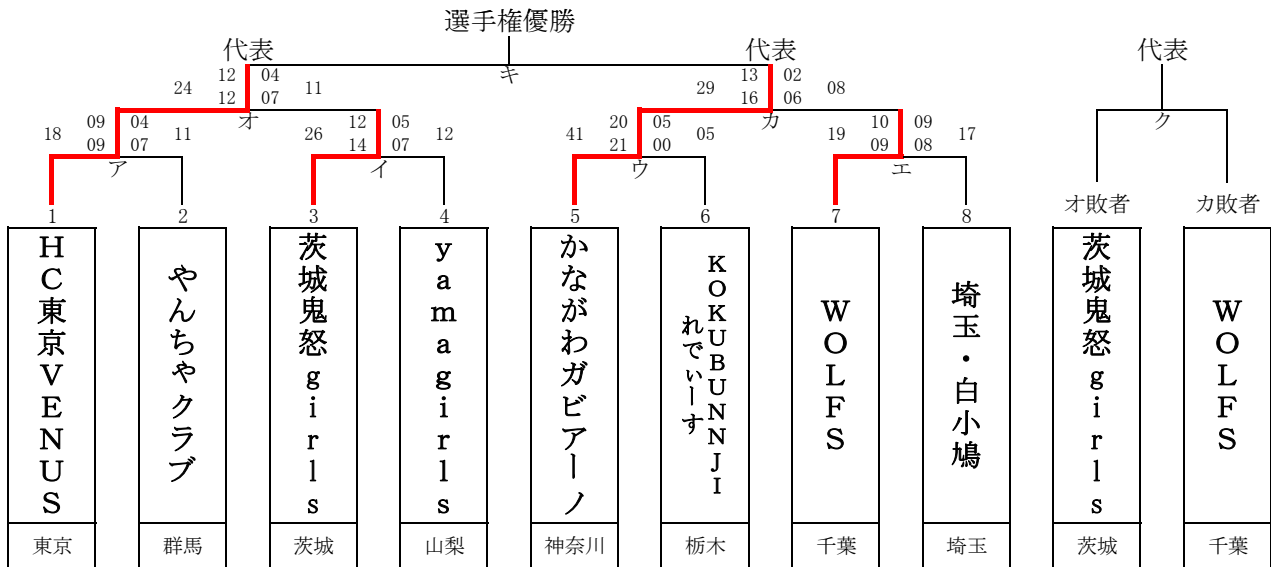 選手権優勝
代表 代表 代表
キ
12 04 13 02
24 11 29 08
12 07 16 06
オ カ ク
09 04 12 05 20 05 10 09
18 11 26 12 41 05 19 17
09 07 14 07 21 00 09 08
ア イ ウ エ
オ敗者 カ敗者
1 2 3 4 5 6 7 8
HC東京VENUS
やんちゃクラブ
茨城鬼怒girls
yamagirls
かながわガビアーノ
KOKUBUNNJI
れでぃーす
WOLFS
埼玉・白小鳩
茨城鬼怒girls
WOLFS
東京 群馬 茨城 山梨 神奈川 栃木 千葉 埼玉 茨城 千葉